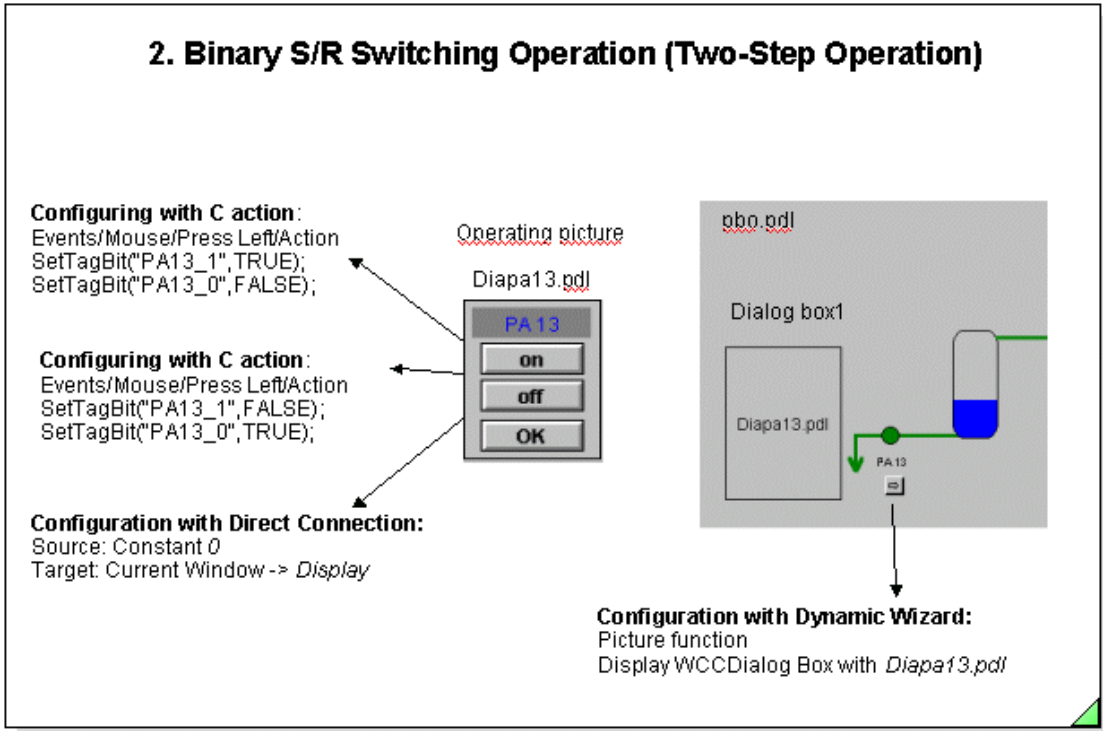 2. Binary S/R Switching Operation (Two-Step Operation)
Configuring with C action:
Events/Mouse/Press Left/Action
SetTagBit("PA13_1",TRUE);
SetTagBit("PA13_0",FALSE);
Configuring with C action:
Events/Mouse/Press Left/Action
SetTagBit("PA13_1",FALSE);
SetTagBit("PA13_0",TRUE);
Configuration with Direct Connection:
Source: Constant 0
Target: Current Window -> Display
Operating picture
Diapa13.pdl
PA 13
on
off
OK
pbo.pdl
Dialog box1
Diapa13.pdl
PA 13
Configuration with Dynamic Wizard:
Picture function
Display WCCDialog Box with Diapa13.pdl